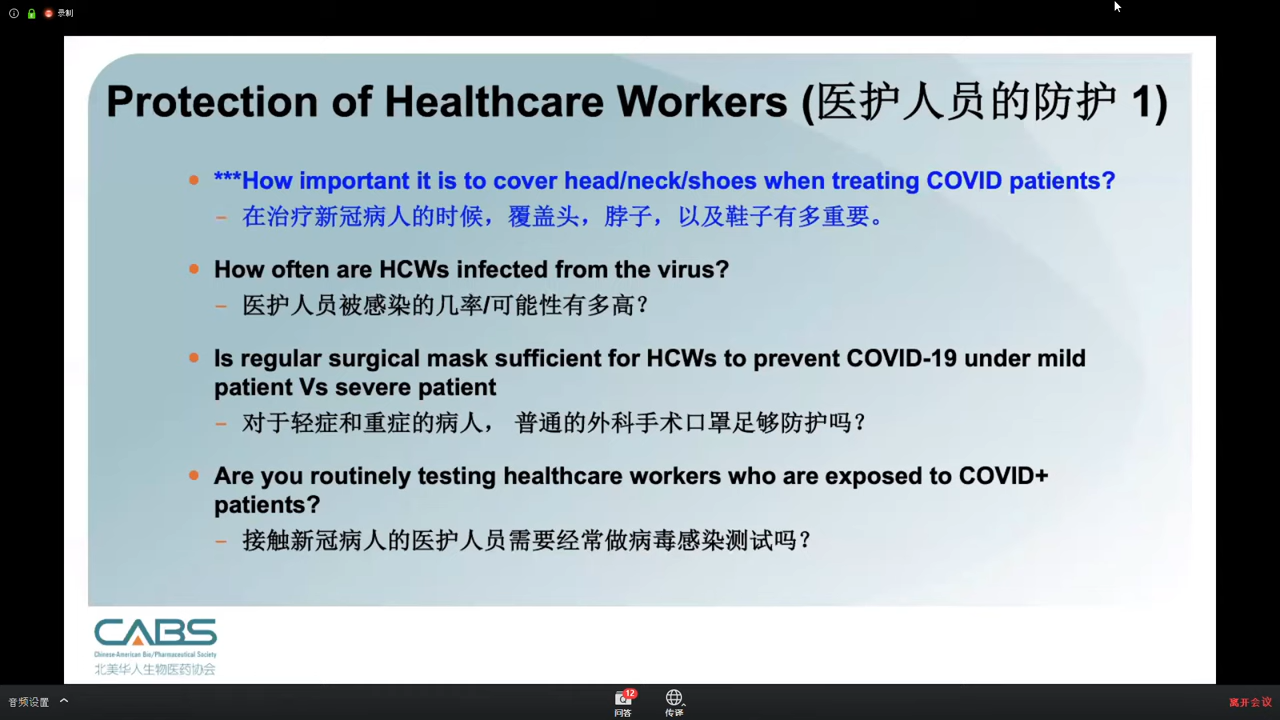 录制
Protection of Healthcare Workers (医护人员的防护 1)
***How important it is to cover head/neck/shoes when treating COVID patients?
– 在治疗新冠病人的时候，覆盖头，脖子，以及鞋子有多重要。
How often are HCWs infected from the virus?
– 医护人员被感染的几率/可能性有多高？
Is regular surgical mask sufficient for HCWs to prevent COVID-19 under mild
patient Vs severe patient
– 对于轻症和重症的病人， 普通的外科手术口罩足够防护吗？
Are you routinely testing healthcare workers who are exposed to COVID+
patients?
– 接触新冠病人的医护人员需要经常做病毒感染测试吗？
CABS
Chinese-American Bio/Pharmaceutical Society
北美华人生物医药协会
音频设置
12
问答
传译
离开会议